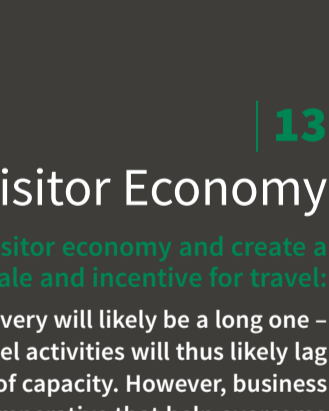 13
isitor Economy
sitor economy and create a
ale and incentive for travel:
very will likely be a long one –
el activities will thus likely lag
of capacity. However, business